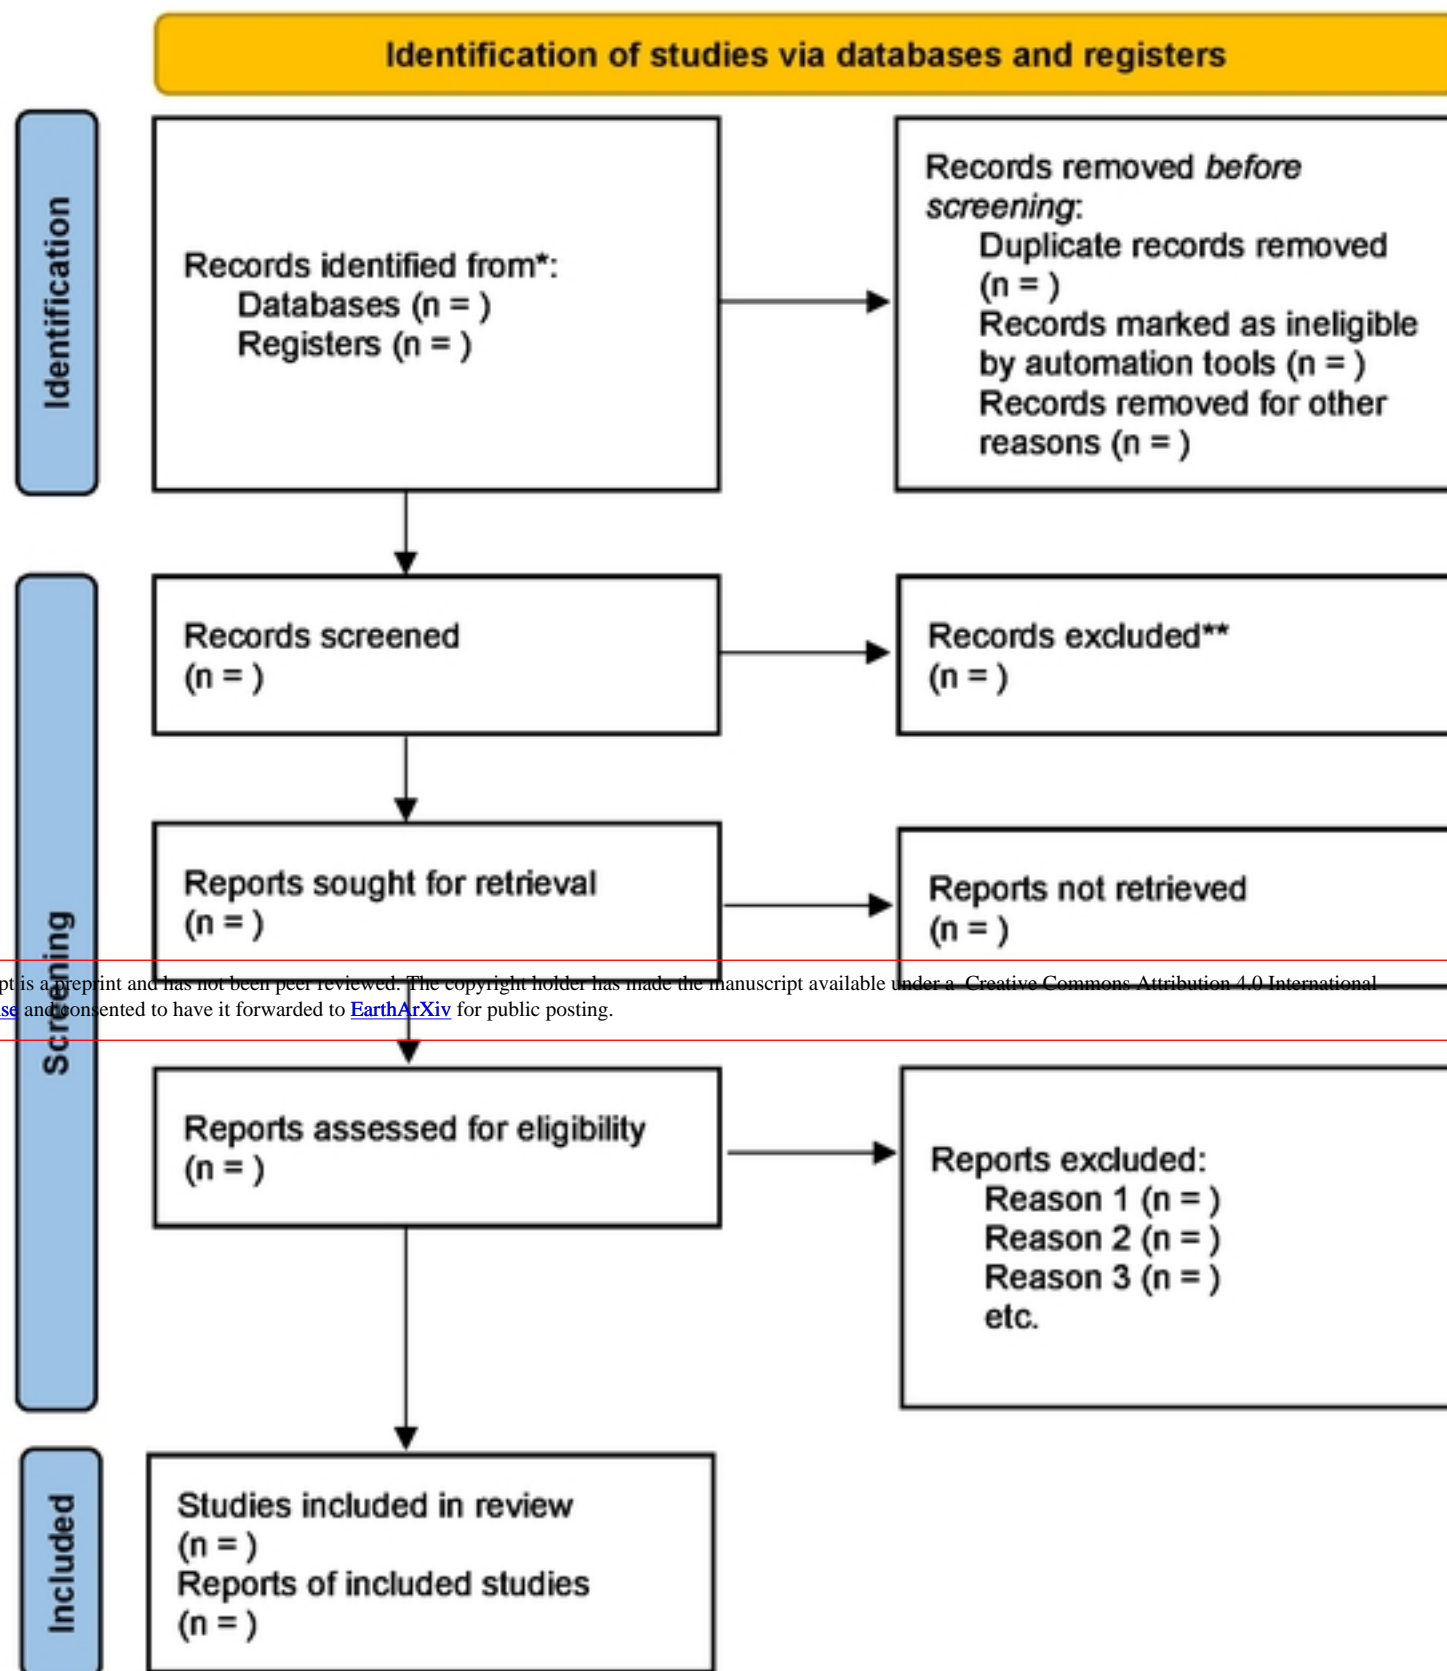 Identification of studies via databases and registers
Identification
Records identified from*:
Databases (n = )
Registers (n = )
Records removed before
screening:
Duplicate records removed
(n = )
Records marked as ineligible
by automation tools (n = )
Records removed for other
reasons (n = )
Screening
Records screened
(n = )
Records excluded**
(n = )
Reports sought for retrieval
(n = )
Reports not retrieved
(n = )
is a preprint and has not been peer reviewed. The copyright holder has made the manuscript available under a Creative Commons Attribution 4.0 International
and consented to have it forwarded to EarthArXiv for public posting.
Reports assessed for eligibility
(n = )
Reports excluded:
Reason 1 (n = )
Reason 2 (n = )
Reason 3 (n = )
etc.
Included
Studies included in review
(n = )
Reports of included studies
(n = )